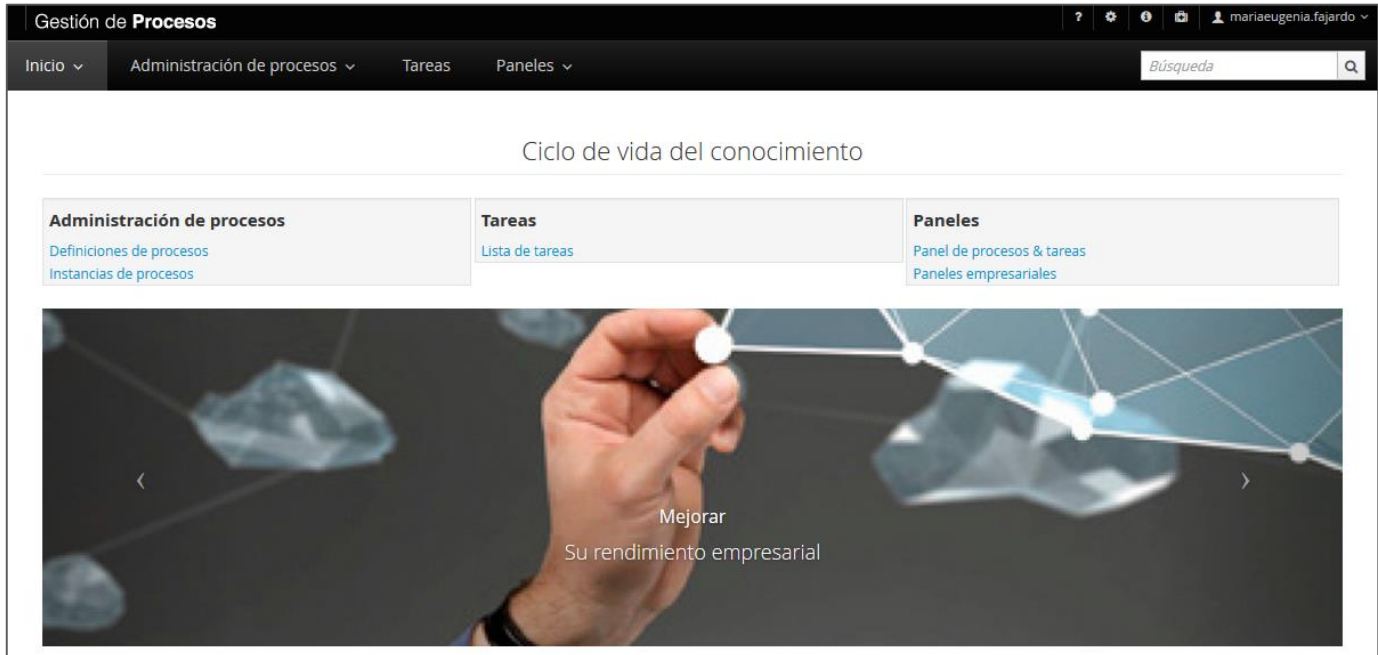 Gestión de Procesos
? mariaeugenia.fajardo
Inicio Administración de procesos Tareas Paneles Búsqueda
Ciclo de vida del conocimiento
Administración de procesos
Definiciones de procesos
Instancias de procesos
Tareas
Lista de tareas
Paneles
Panel de procesos & tareas
Paneles empresariales
Mejorar
Su rendimiento empresarial